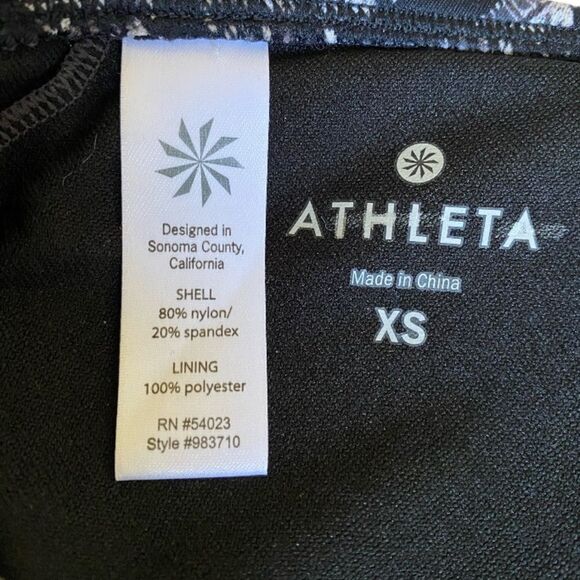 Designed in
Sonoma County,
California
SHELL
80% nylon/
20% spandex
LINING
100% polyester
RN #54023
Style #983710
ATHLETA
Made in China
XS